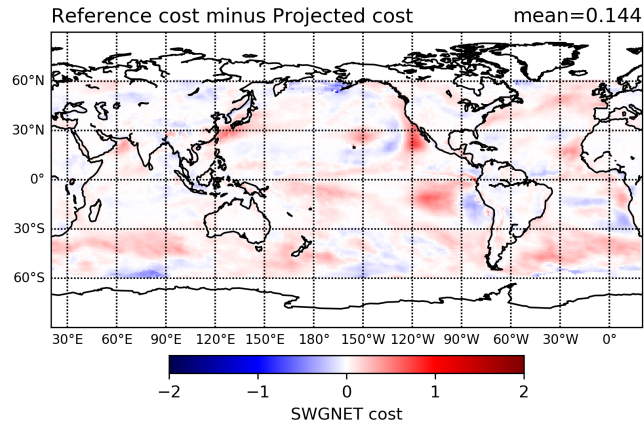 Reference cost minus Projected cost mean=0.144
60°N
30°N
0°
30°S
60°S
30°E 60°E 90°E 120°E 150°E 180° 150°W 120°W 90°W 60°W 30°W 0°
−2 −1 0 1 2
SWGNET cost